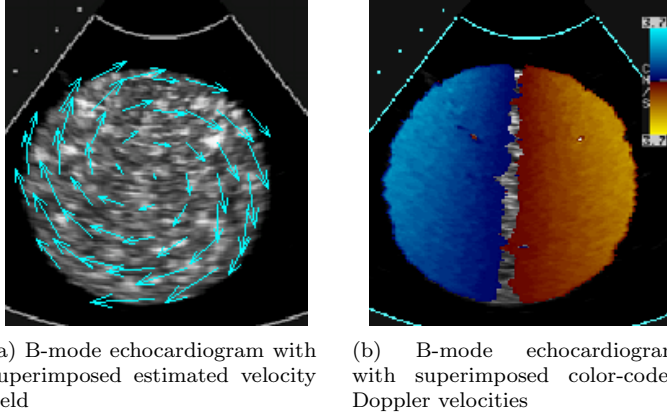 a) B-mode echocardiogram with
uperimposed estimated velocity
eld
(b) B-mode echocardiogram
with superimposed color-code
Doppler velocities